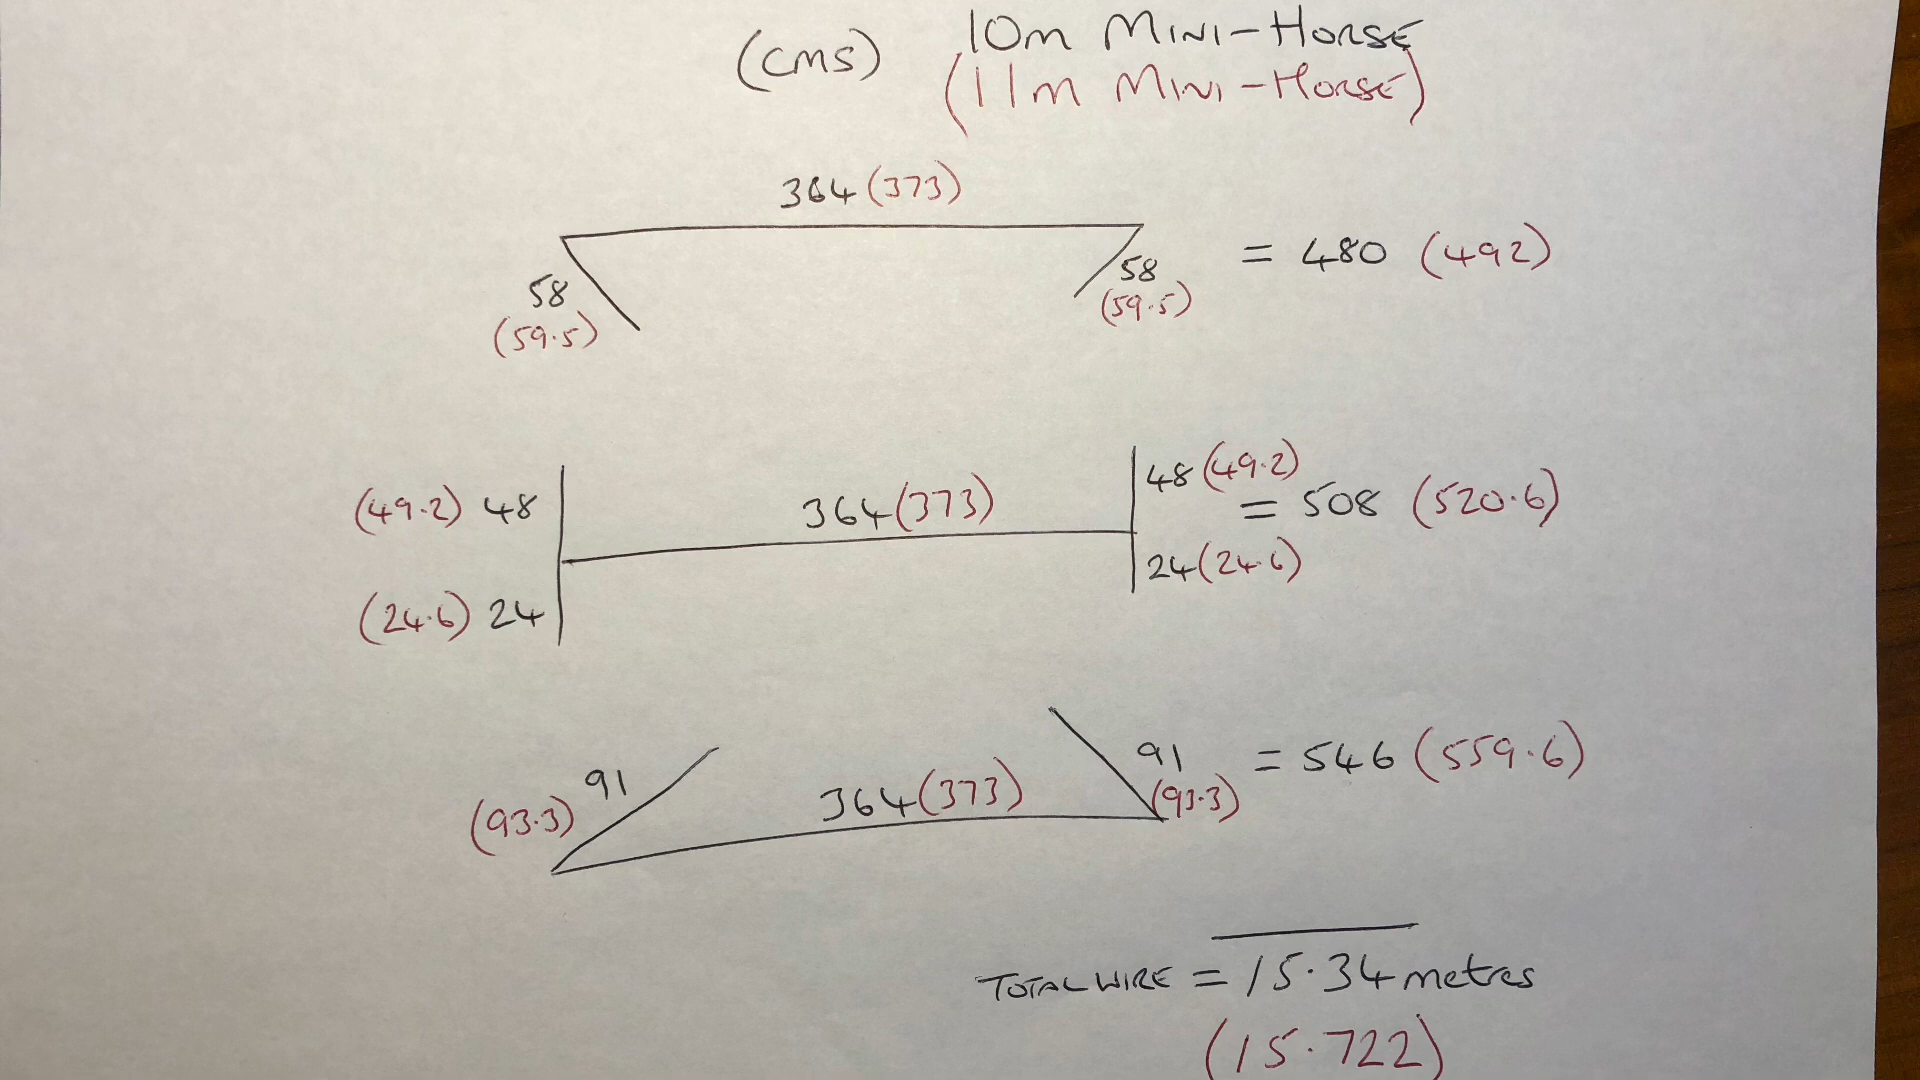 (CMS) 10m MINI-HORSE
(11m MINI-HORSE)
364 (373)
58
(59.5)
58
(59.5)
= 480 (492)
(49.2) 48
364 (373)
48 (49.2)
= 508 (520.6)
(24.6) 24
24 (24.6)
91
(93.3)
364 (373)
91
(93.3)
= 546 (559.6)
TOTAL WIRE = 15.34 metres
(15.722)